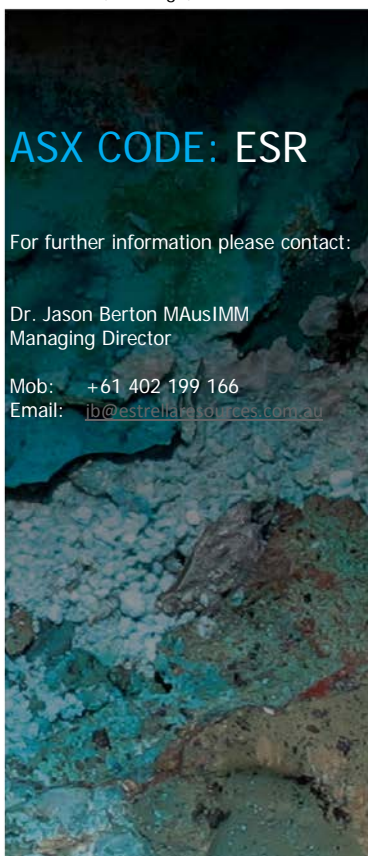 ASX CODE: ESR
For further information please contact:
Dr. Jason Berton MAusIMM
Managing Director
Mob: +61 402 199 166
Email: jb@estrellaresources.com.au